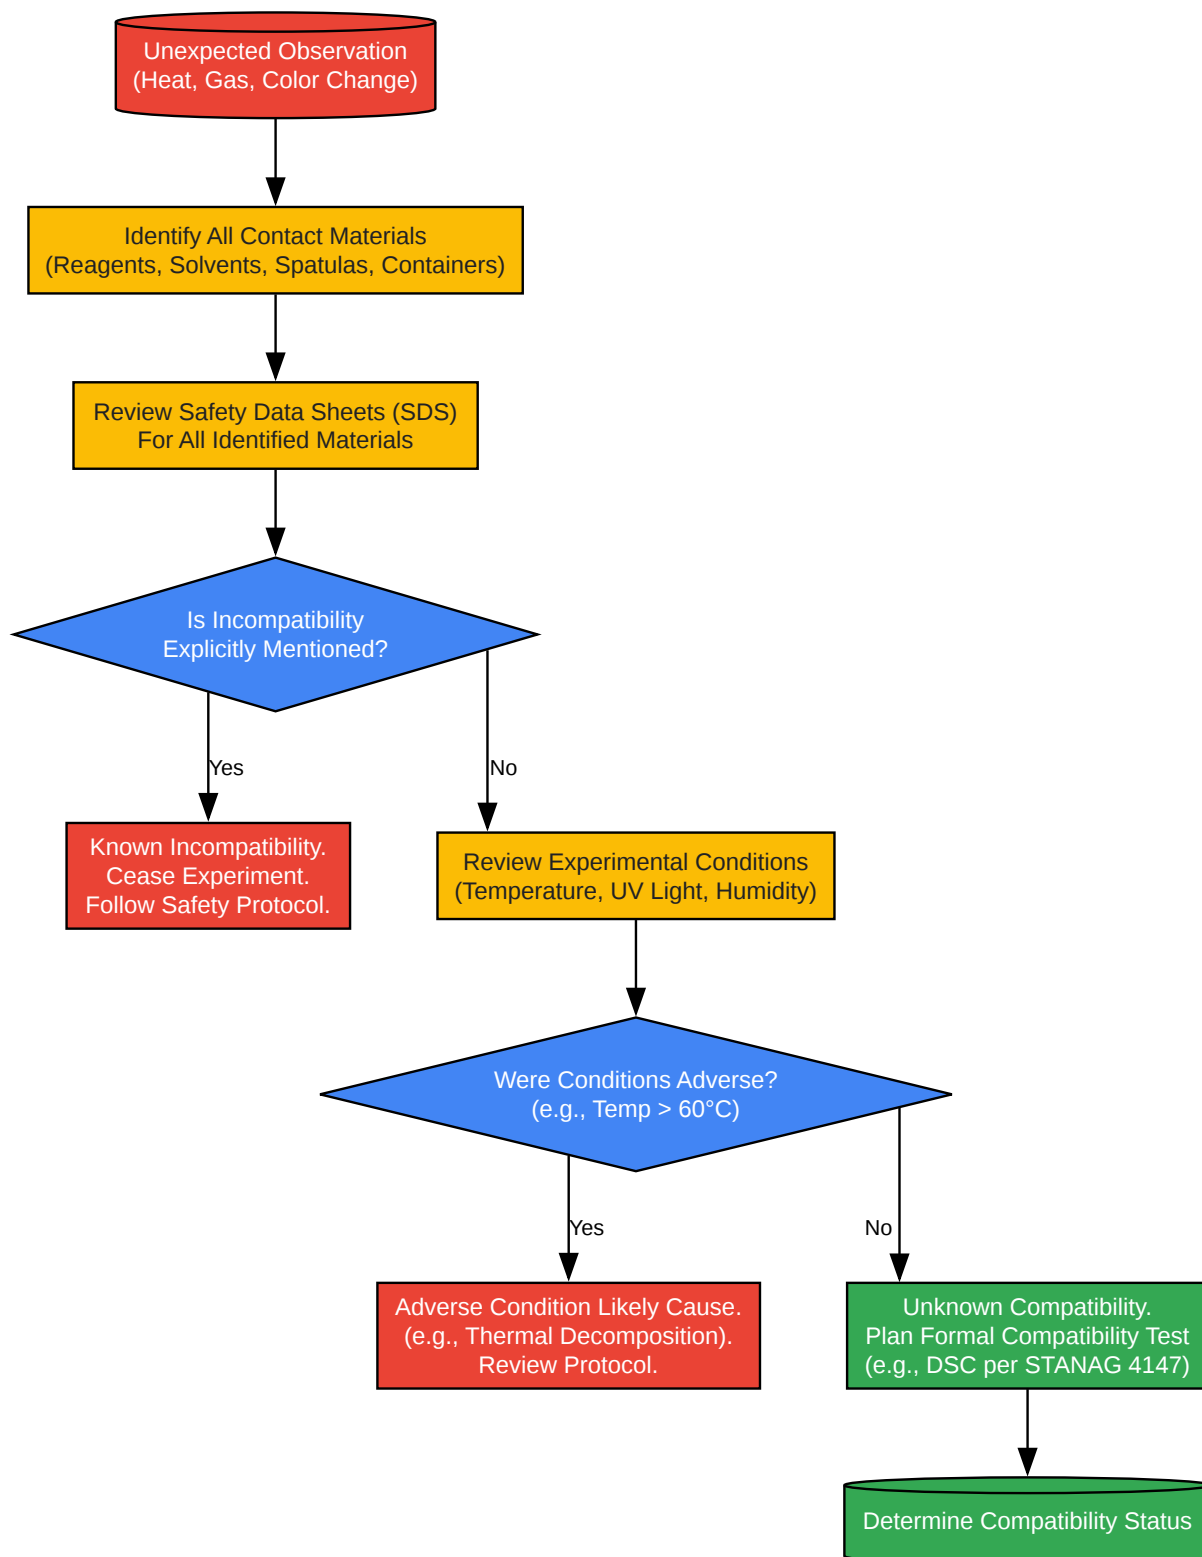 Unexpected Observation
(Heat, Gas, Color Change)
Identify All Contact Materials
(Reagents, Solvents, Spatulas, Containers)
Review Safety Data Sheets (SDS)
For All Identified Materials
Is Incompatibility
Explicitly Mentioned?
Yes
No
Known Incompatibility.
Cease Experiment.
Follow Safety Protocol.
Review Experimental Conditions
(Temperature, UV Light, Humidity)
Were Conditions Adverse?
(e.g., Temp > 60°C)
Yes
No
Adverse Condition Likely Cause.
(e.g., Thermal Decomposition).
Review Protocol.
Unknown Compatibility.
Plan Formal Compatibility Test
(e.g., DSC per STANAG 4147)
Determine Compatibility Status